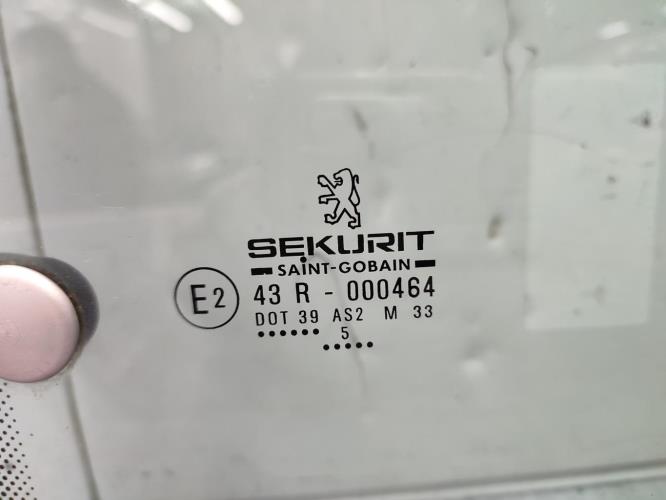 SEKURIT
SAINT-GOBAIN
E2 43 R - 000464
DOT 39 AS2 M 33
...... 5
.....